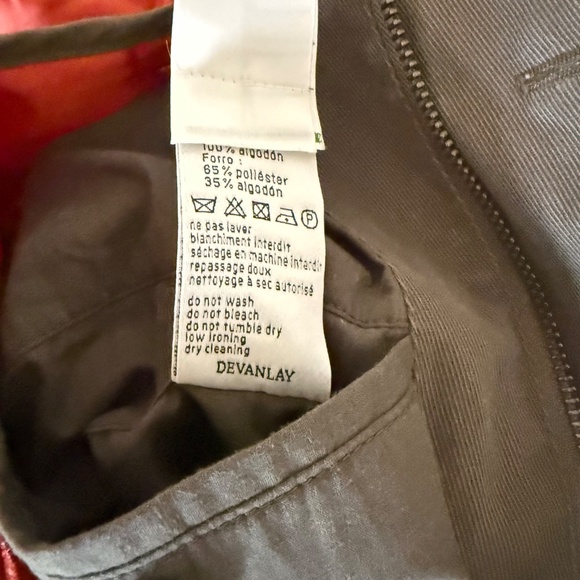 100% algodón
Forro :
65% poliéster
35% algodón
P
ne pas laver
blanchiment interdit
séchage en machine interdit
repassage doux
nettoyage à sec autorisé
do not wash
do not bleach
do not tumble dry
low ironing
dry cleaning
DEVANLAY